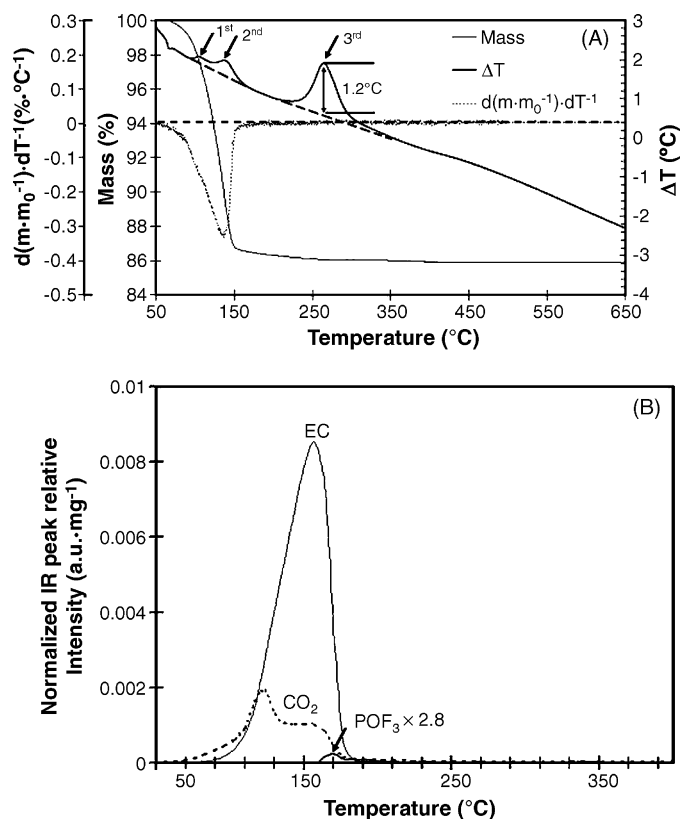 (A)
1st
2nd
3rd
1.2°C
Mass
ΔT
d(m·m₀⁻¹)·dT⁻¹
d(m·m₀⁻¹)·dT⁻¹(%·°C⁻¹)
0.3
0.2
0.1
0
-0.1
-0.2
-0.3
-0.4
-0.5
Mass (%)
100
98
96
94
92
90
88
86
84
ΔT (°C)
3
2
1
0
-1
-2
-3
-4
50 150 250 350 450 550 650
Temperature (°C)
(B)
Normalized IR peak relative
Intensity (a.u.·mg⁻¹)
0.01
0.008
0.006
0.004
0.002
0
EC
CO₂
POF₃ × 2.8
50 150 250 350
Temperature (°C)